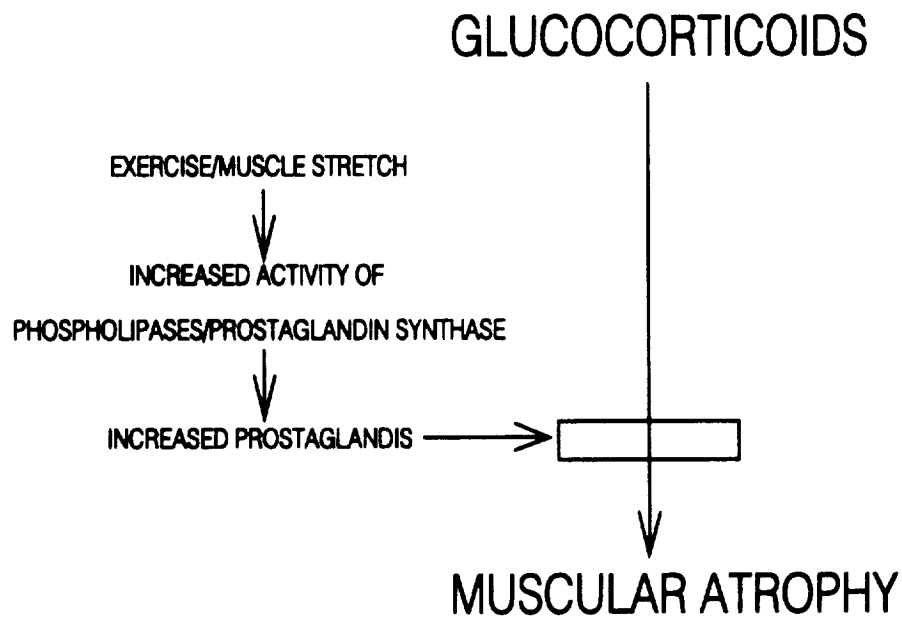 GLUCOCORTICOIDS
EXERCISE/MUSCLE STRETCH
INCREASED ACTIVITY OF
PHOSPHOLIPASES/PROSTAGLANDIN SYNTHASE
INCREASED PROSTAGLANDIS
MUSCULAR ATROPHY